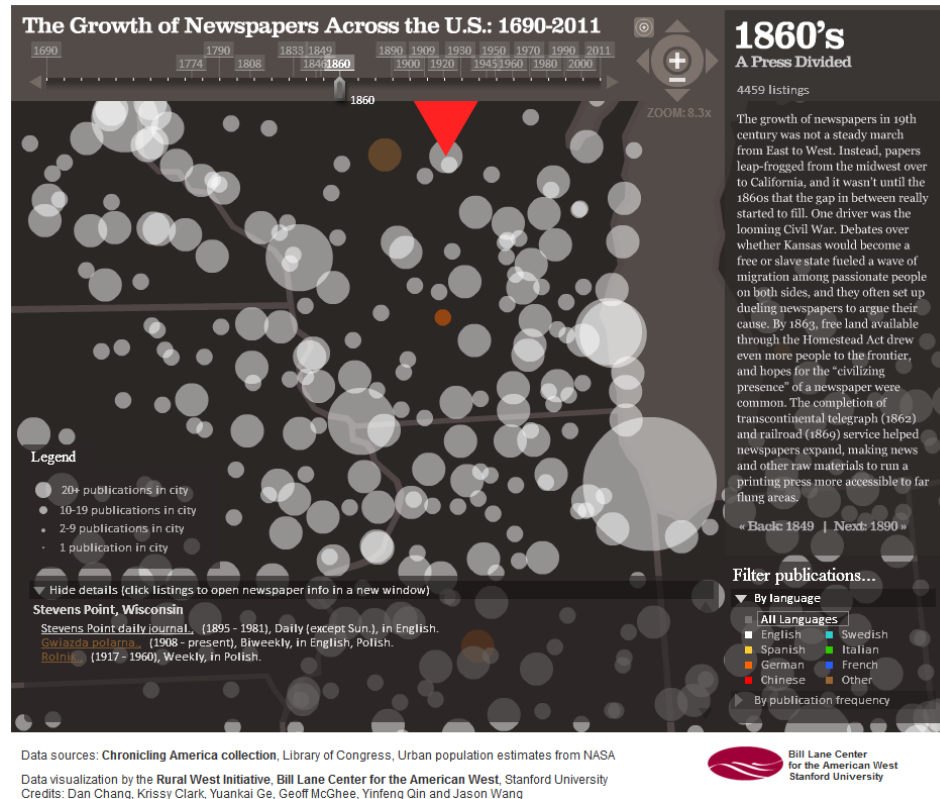 The Growth of Newspapers Across the U.S.: 1690-2011
1690 1790 1833 1849 1890 1909 1930 1950 1970 1990 2011
1774 1808 1846 1860 1900 1920 1945 1960 1980 2000
1860
ZOOM: 8.3x
1860's
A Press Divided
4459 listings
The growth of newspapers in 19th
century was not a steady march
from East to West. Instead, papers
leap-frogged from the midwest over
to California, and it wasn't until the
1860s that the gap in between really
started to fill. One driver was the
looming Civil War. Debates over
whether Kansas would become a
free or slave state fueled a wave of
migration among passionate people
on both sides, and they often set up
dueling newspapers to argue their
cause. By 1863, free land available
through the Homestead Act drew
even more people to the frontier,
and hopes for the "civilizing
presence" of a newspaper were
common. The completion of
transcontinental telegraph (1862)
and railroad (1869) service helped
newspapers expand, making news
and other raw materials to run a
printing press more accessible to far
flung areas.
« Back: 1849 | Next: 1890 »
Legend
20+ publications in city
10-19 publications in city
2-9 publications in city
1 publication in city
Hide details (click listings to open newspaper info in a new window)
Stevens Point, Wisconsin
Stevens Point daily journal., (1895 - 1981), Daily (except Sun.), in English.
Gwiazda polarna., (1908 - present), Biweekly, in English, Polish.
Rolnik., (1917 - 1960), Weekly, in Polish.
Filter publications...
By language
All Languages
English Swedish
Spanish Italian
German French
Chinese Other
By publication frequency
Data sources: Chronicling America collection, Library of Congress, Urban population estimates from NASA
Data visualization by the Rural West Initiative, Bill Lane Center for the American West, Stanford University
Credits: Dan Chang, Krissy Clark, Yuankai Ge, Geoff McGhee, Yinfeng Qin and Jason Wang
Bill Lane Center
for the American West
Stanford University